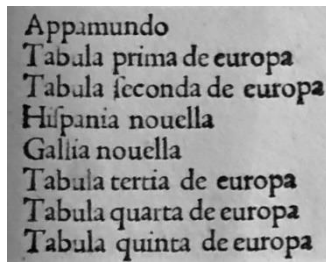 Appamundo
Tabula prima de europa
Tabula ſeconda de europa
Hiſpania nouella
Gallia nouella
Tabula tertia de europa
Tabula quarta de europa
Tabula quinta de europa